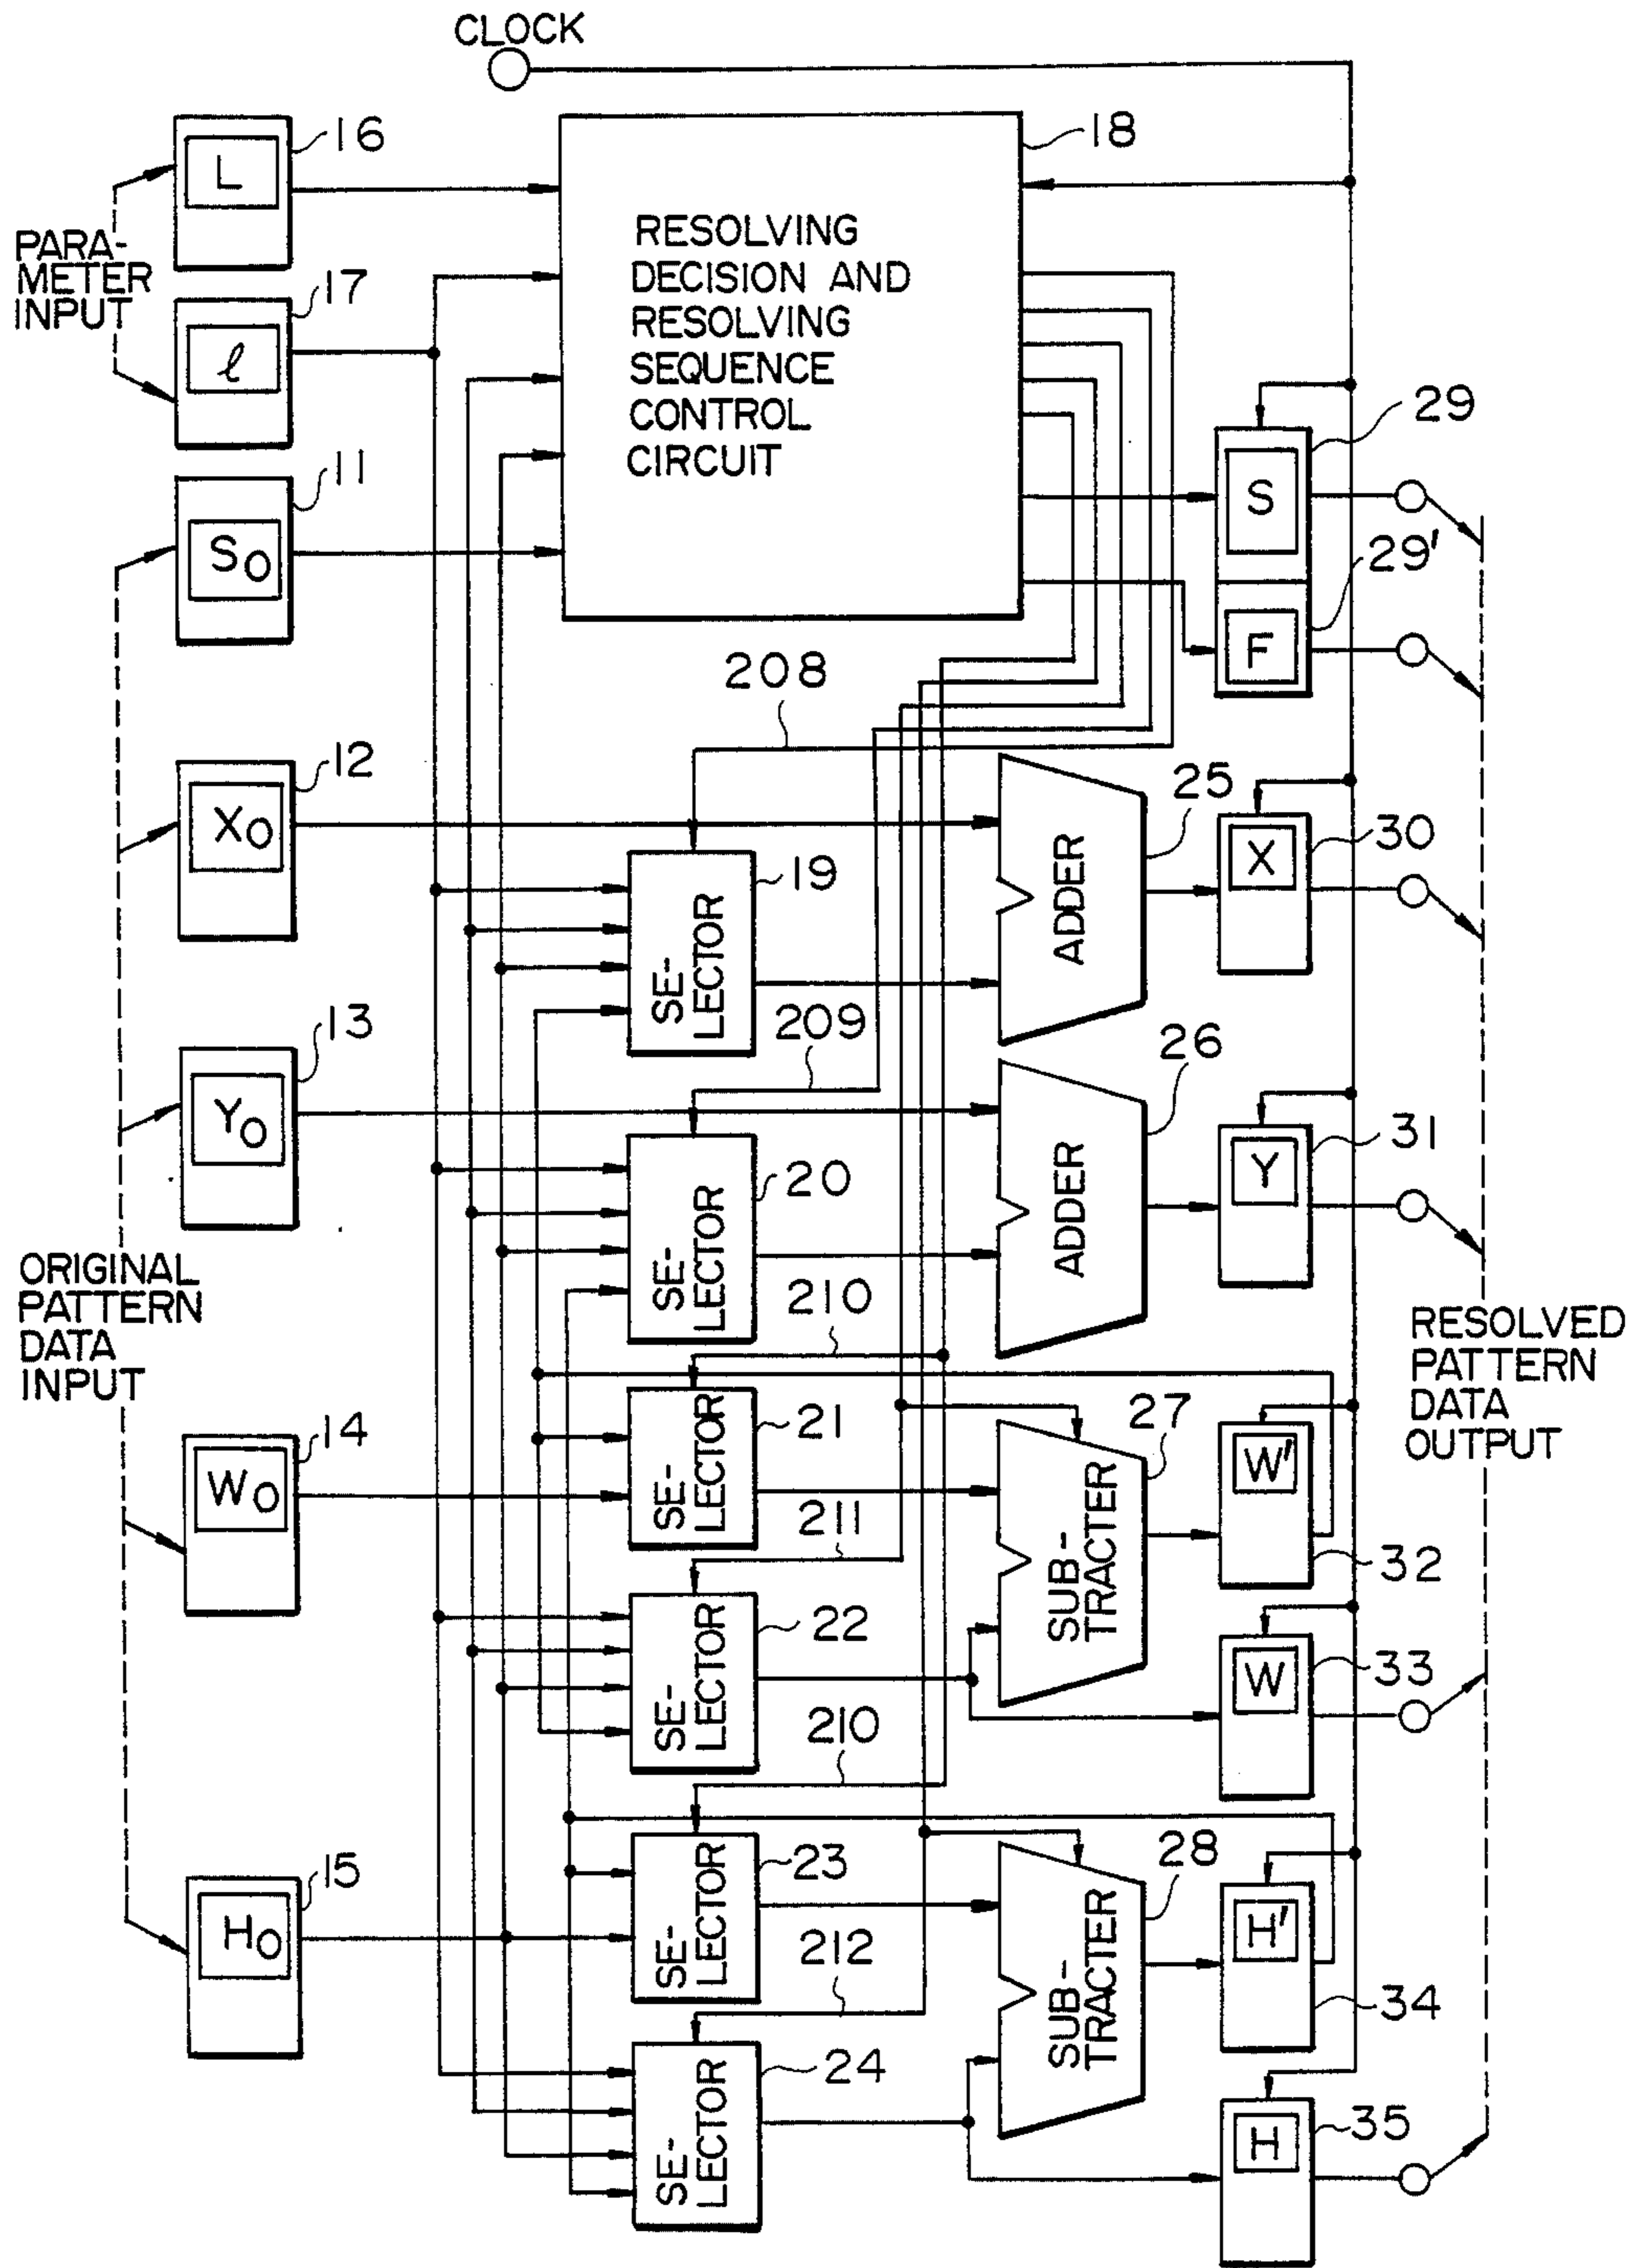 CLOCK
16
L
18
PARA-
METER
INPUT
17
ℓ
RESOLVING
DECISION AND
RESOLVING
SEQUENCE
CONTROL
CIRCUIT
11
S0
29
S
29'
F
208
12
X0
19
SE-
LECTOR
25
ADDER
30
X
209
13
Y0
20
SE-
LECTOR
26
ADDER
31
Y
ORIGINAL
PATTERN
DATA
INPUT
210
RESOLVED
PATTERN
DATA
OUTPUT
14
W0
21
SE-
LECTOR
27
SUB-
TRACTER
W'
32
211
22
SE-
LECTOR
W
33
210
15
H0
23
SE-
LECTOR
28
SUB-
TRACTER
H'
34
212
24
SE-
LECTOR
H
35